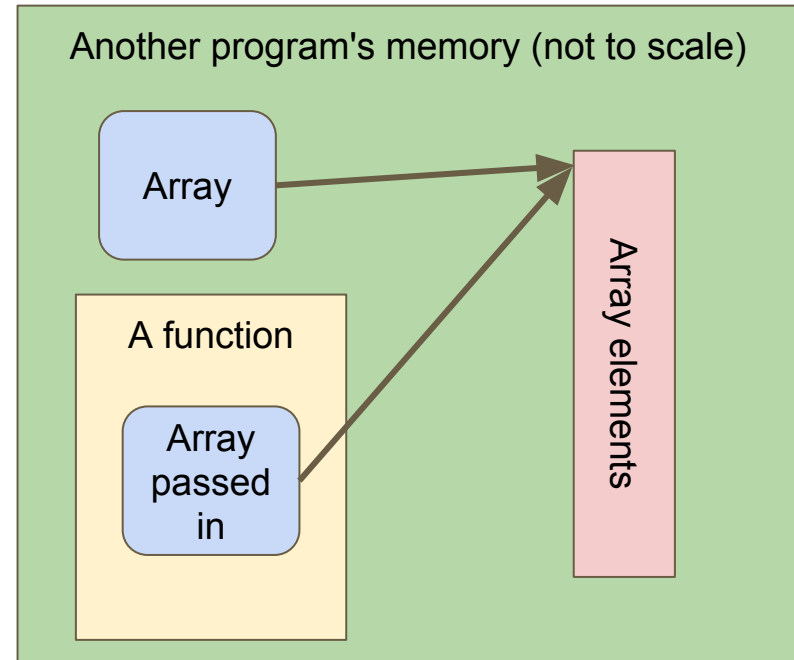 Another program's memory (not to scale)
Array
A function
Array
passed
in
Array elements